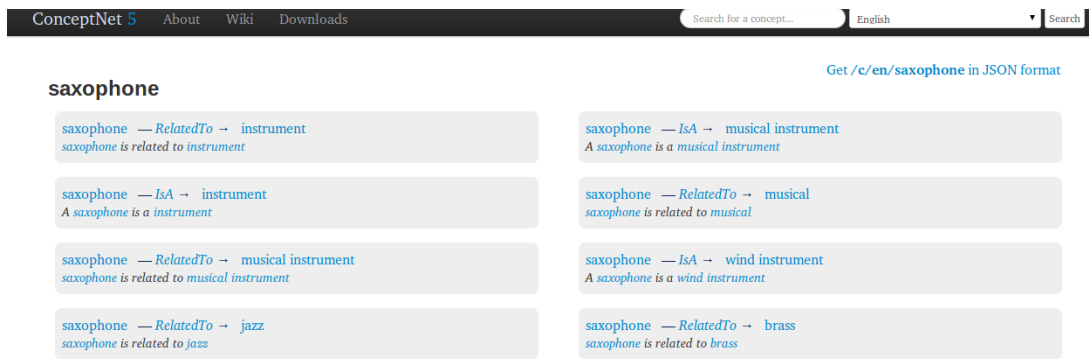 ConceptNet 5 About Wiki Downloads Search for a concept... English Search
Get /c/en/saxophone in JSON format
saxophone
saxophone — RelatedTo → instrument
saxophone is related to instrument
saxophone — IsA → musical instrument
A saxophone is a musical instrument
saxophone — IsA → instrument
A saxophone is a instrument
saxophone — RelatedTo → musical
saxophone is related to musical
saxophone — RelatedTo → musical instrument
saxophone is related to musical instrument
saxophone — IsA → wind instrument
A saxophone is a wind instrument
saxophone — RelatedTo → jazz
saxophone is related to jazz
saxophone — RelatedTo → brass
saxophone is related to brass